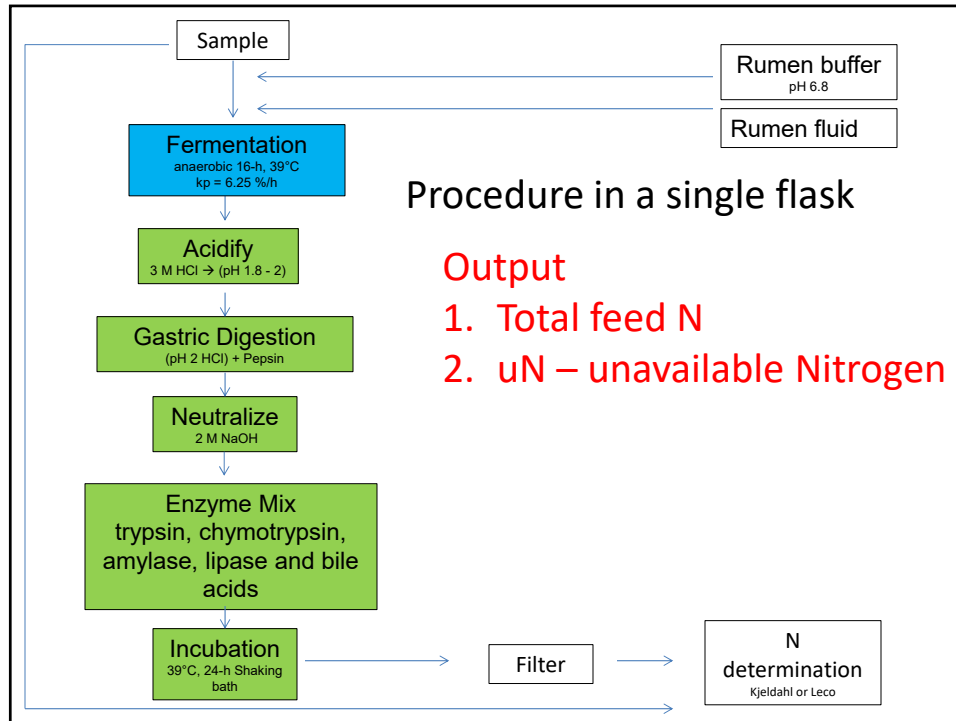 Sample
Rumen buffer
pH 6.8
Rumen fluid
Fermentation
anaerobic 16-h, 39°C
kp = 6.25 %/h
Procedure in a single flask
Acidify
3 M HCl → (pH 1.8 - 2)
Output
1. Total feed N
2. uN – unavailable Nitrogen
Gastric Digestion
(pH 2 HCl) + Pepsin
Neutralize
2 M NaOH
Enzyme Mix
trypsin, chymotrypsin,
amylase, lipase and bile
acids
Incubation
39°C, 24-h Shaking
bath
Filter
N
determination
Kjeldahl or Leco